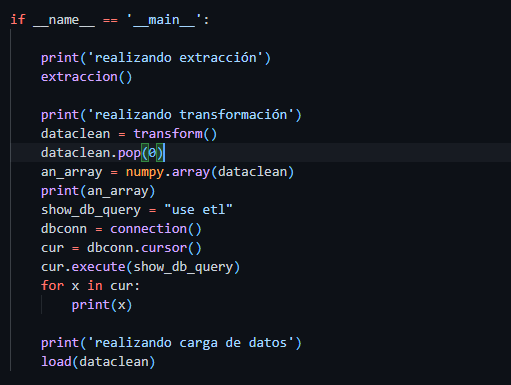 if __name__ == '__main__':
print('realizando extracción')
extraccion()
print('realizando transformación')
dataclean = transform()
dataclean.pop(0)
an_array = numpy.array(dataclean)
print(an_array)
show_db_query = "use etl"
dbconn = connection()
cur = dbconn.cursor()
cur.execute(show_db_query)
for x in cur:
print(x)
print('realizando carga de datos')
load(dataclean)